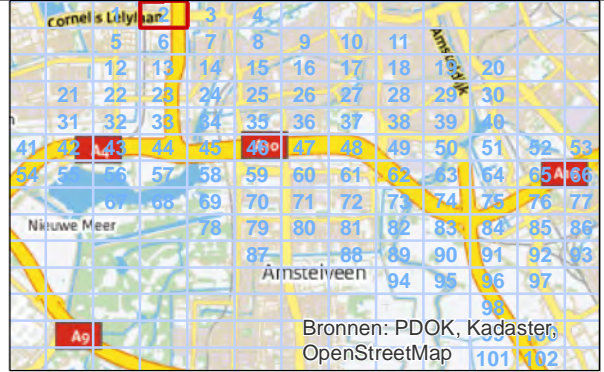 Cornelis Lelylaan 1 2 3 4
5 6 7 8 9 10 11
Amsteldijk
12 13 14 15 16 17 18 19 20
21 22 23 24 25 26 27 28 29 30
31 32 33 34 35 36 37 38 39 40
41 42 43 44 45 46 47 48 49 50 51 52 53
A4
54 55 56 57 58 59 60 61 62 63 64 65 66
67 68 69 70 71 72 73 74 75 76 77
Nieuwe Meer 78 79 80 81 82 83 84 85 86
87 88 89 90 91 92 93
Amstelveen 94 95 96 97
98
A9
Bronnen: PDOK, Kadaster,
OpenStreetMap
101 102